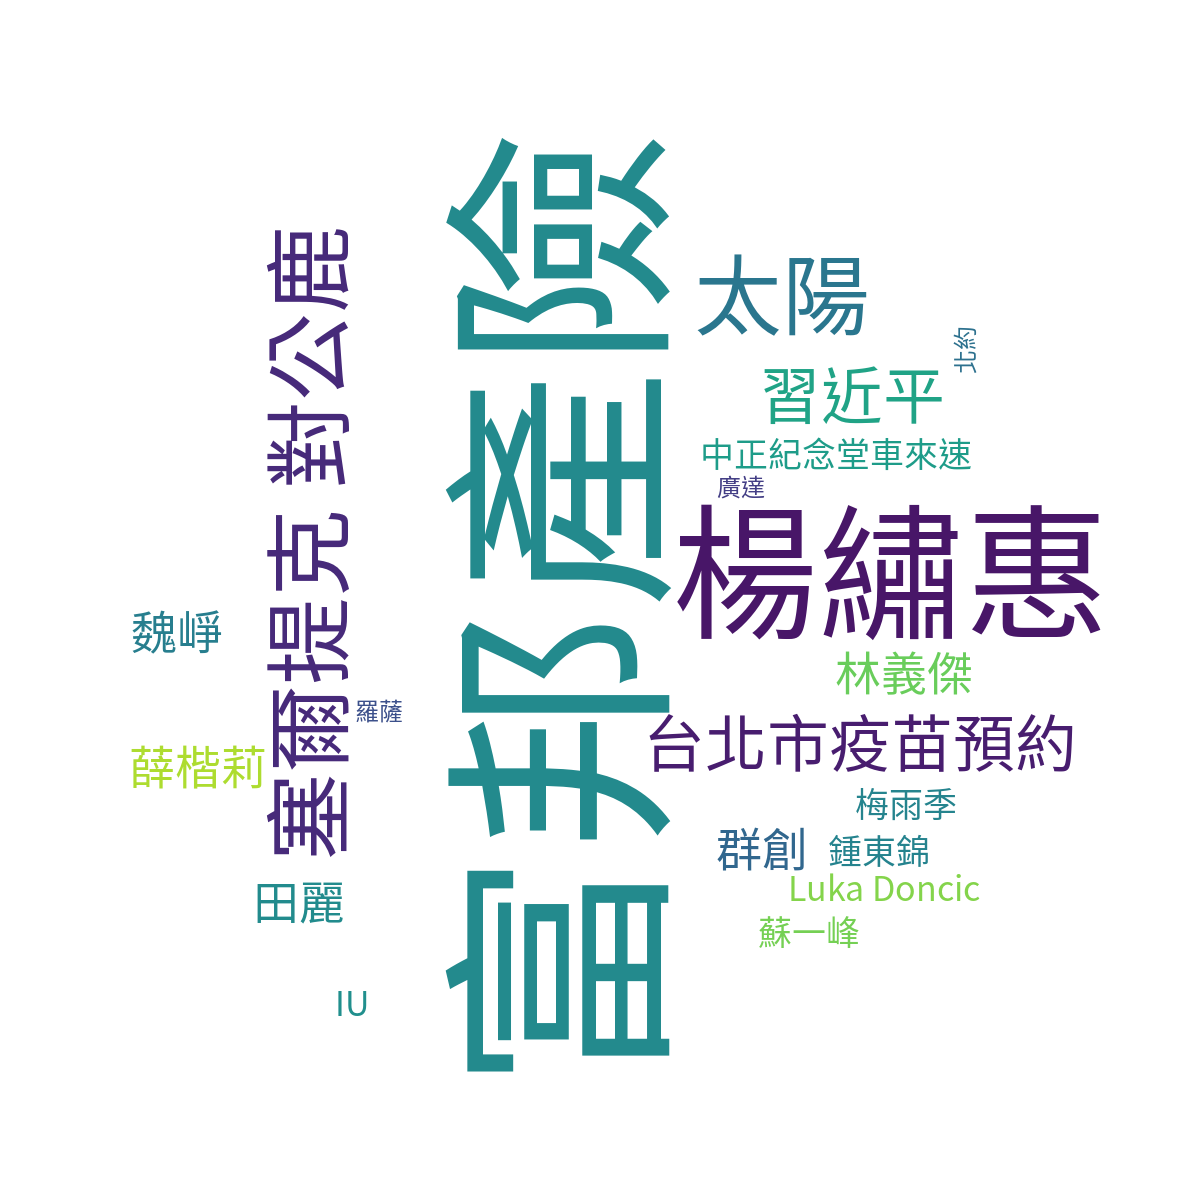 富邦産險
楊繡惠
塞爾提克 對公鹿
太陽
台北市疫苗預約
習近平
林義傑
群創
魏崢
薛楷莉
田麗
中正紀念堂車來速
梅雨季
鍾東錦
Luka Doncic
蘇一峰
IU
北約
廣達
羅薩